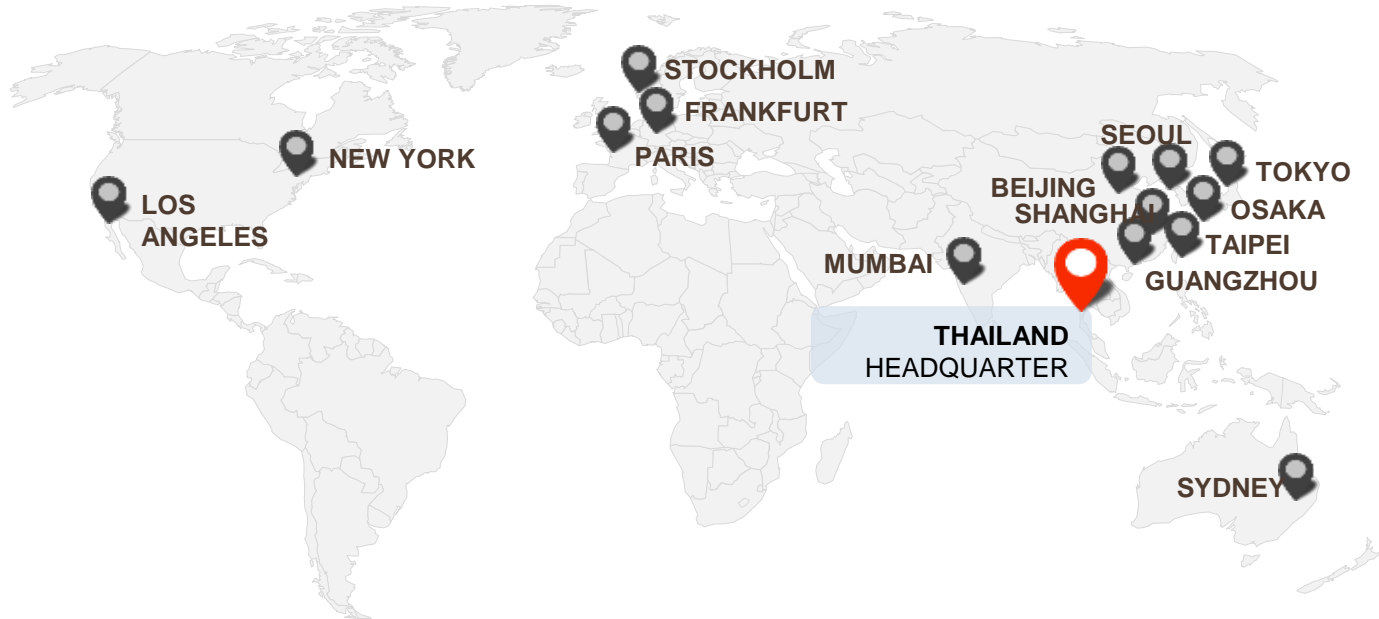 STOCKHOLM
FRANKFURT
PARIS
NEW YORK
LOS
ANGELES
SEOUL
TOKYO
BEIJING
SHANGHAI
OSAKA
TAIPEI
MUMBAI
GUANGZHOU
THAILAND
HEADQUARTER
SYDNEY